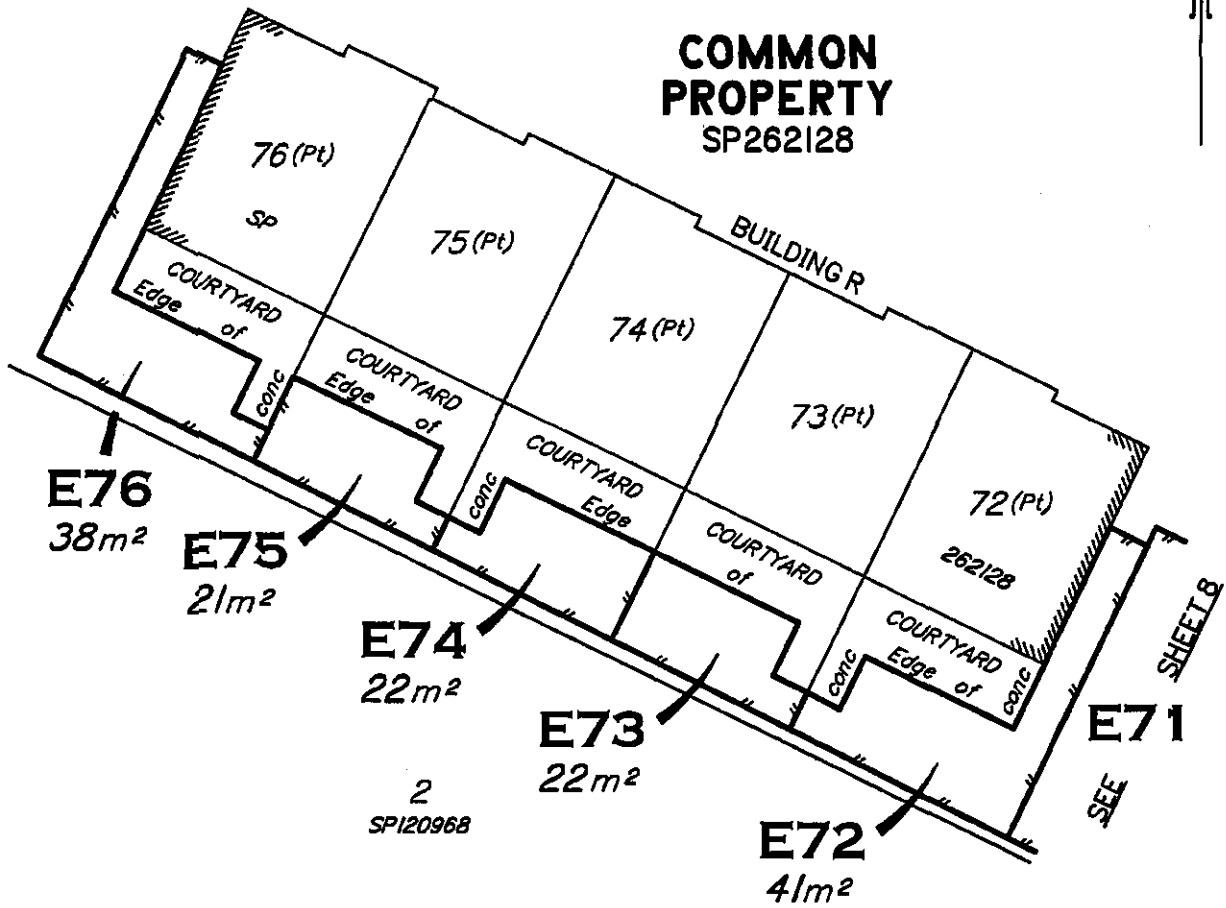 COMMON
PROPERTY
SP262128
76(Pt)
SP
75(Pt)
BUILDING R
74(Pt)
73(Pt)
72(Pt)
262128
COURTYARD
Edge of
conc
COURTYARD
Edge of
conc
COURTYARD
Edge
COURTYARD
of
conc
COURTYARD
Edge of
conc
E76
38m²
E75
21m²
E74
22m²
E73
22m²
E72
41m²
E71
SEE SHEET 8
2
SP120968